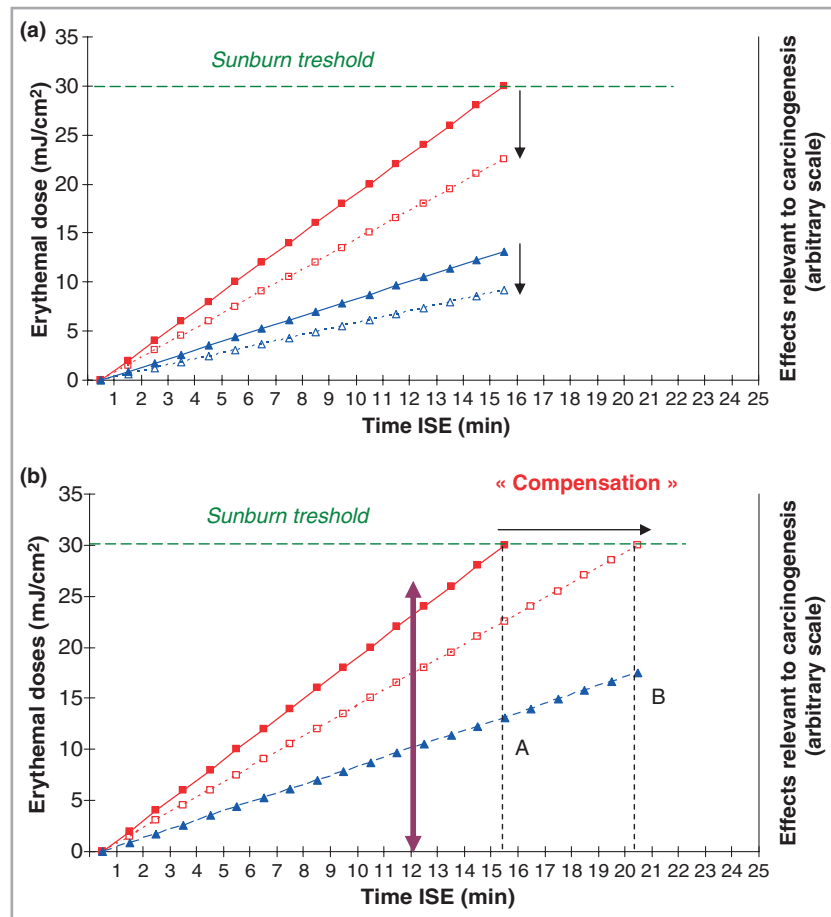 (a)
35
30
25
20
15
10
5
0
Erythemal dose (mJ/cm²)
Sunburn treshold
1 2 3 4 5 6 7 8 9 10 11 12 13 14 15 16 17 18 19 20 21 22 23 24 25
Time ISE (min)
Effects relevant to carcinogenesis
(arbitrary scale)
(b)
« Compensation »
35
30
25
20
15
10
5
0
Erythemal doses (mJ/cm²)
Sunburn treshold
A
B
1 2 3 4 5 6 7 8 9 10 11 12 13 14 15 16 17 18 19 20 21 22 23 24 25
Time ISE (min)
Effects relevant to carcinogenesis
(arbitrary scale)